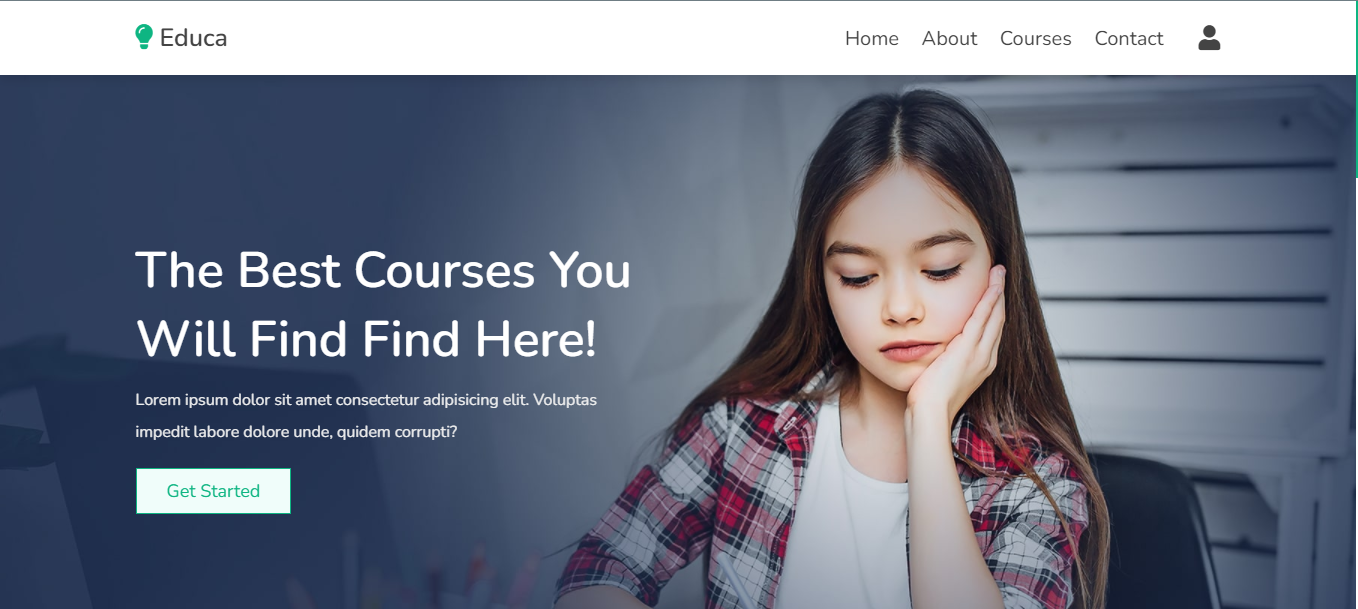 Educa
Home About Courses Contact
The Best Courses You
Will Find Find Here!
Lorem ipsum dolor sit amet consectetur adipisicing elit. Voluptas
impedit labore dolore unde, quidem corrupti?
Get Started